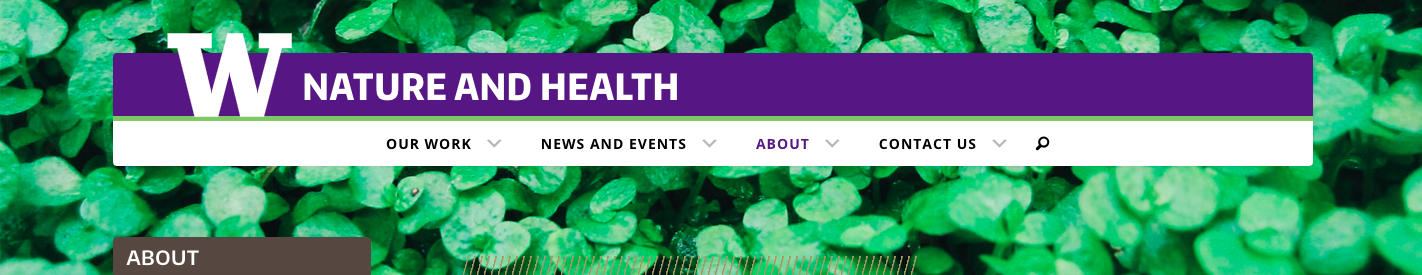 W NATURE AND HEALTH
OUR WORK NEWS AND EVENTS ABOUT CONTACT US
ABOUT